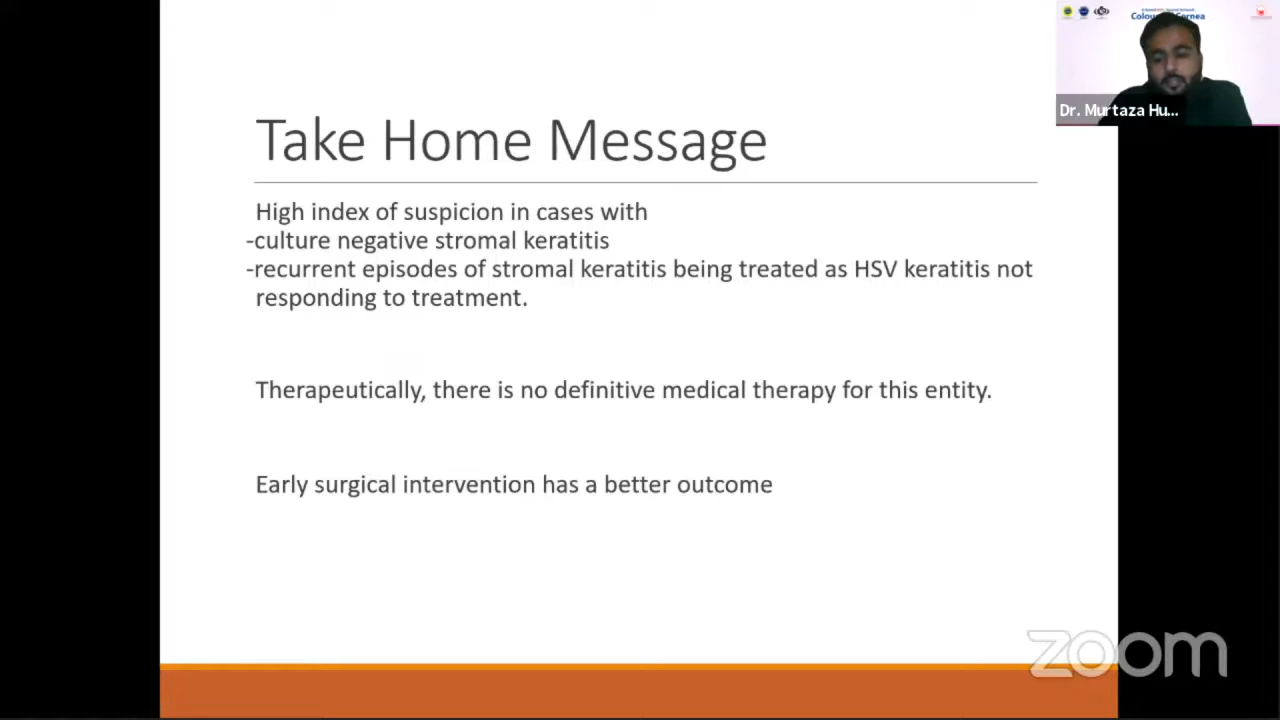 Take Home Message
High index of suspicion in cases with
-culture negative stromal keratitis
-recurrent episodes of stromal keratitis being treated as HSV keratitis not
responding to treatment.
Therapeutically, there is no definitive medical therapy for this entity.
Early surgical intervention has a better outcome
Dr. Murtaza Hu...
zoom